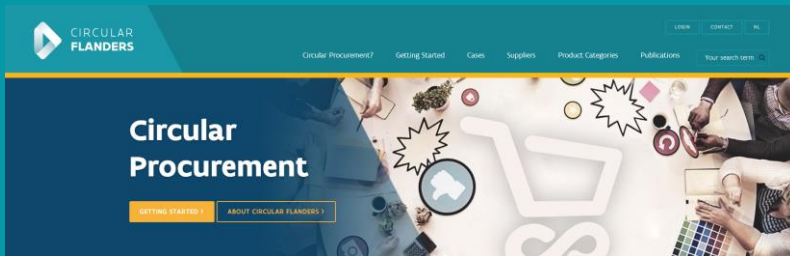 CIRCULAR
FLANDERS
LOGIN CONTACT NL
Circular Procurement? Getting Started Cases Suppliers Product Categories Publications Your search term
Circular
Procurement
GETTING STARTED > ABOUT CIRCULAR FLANDERS >